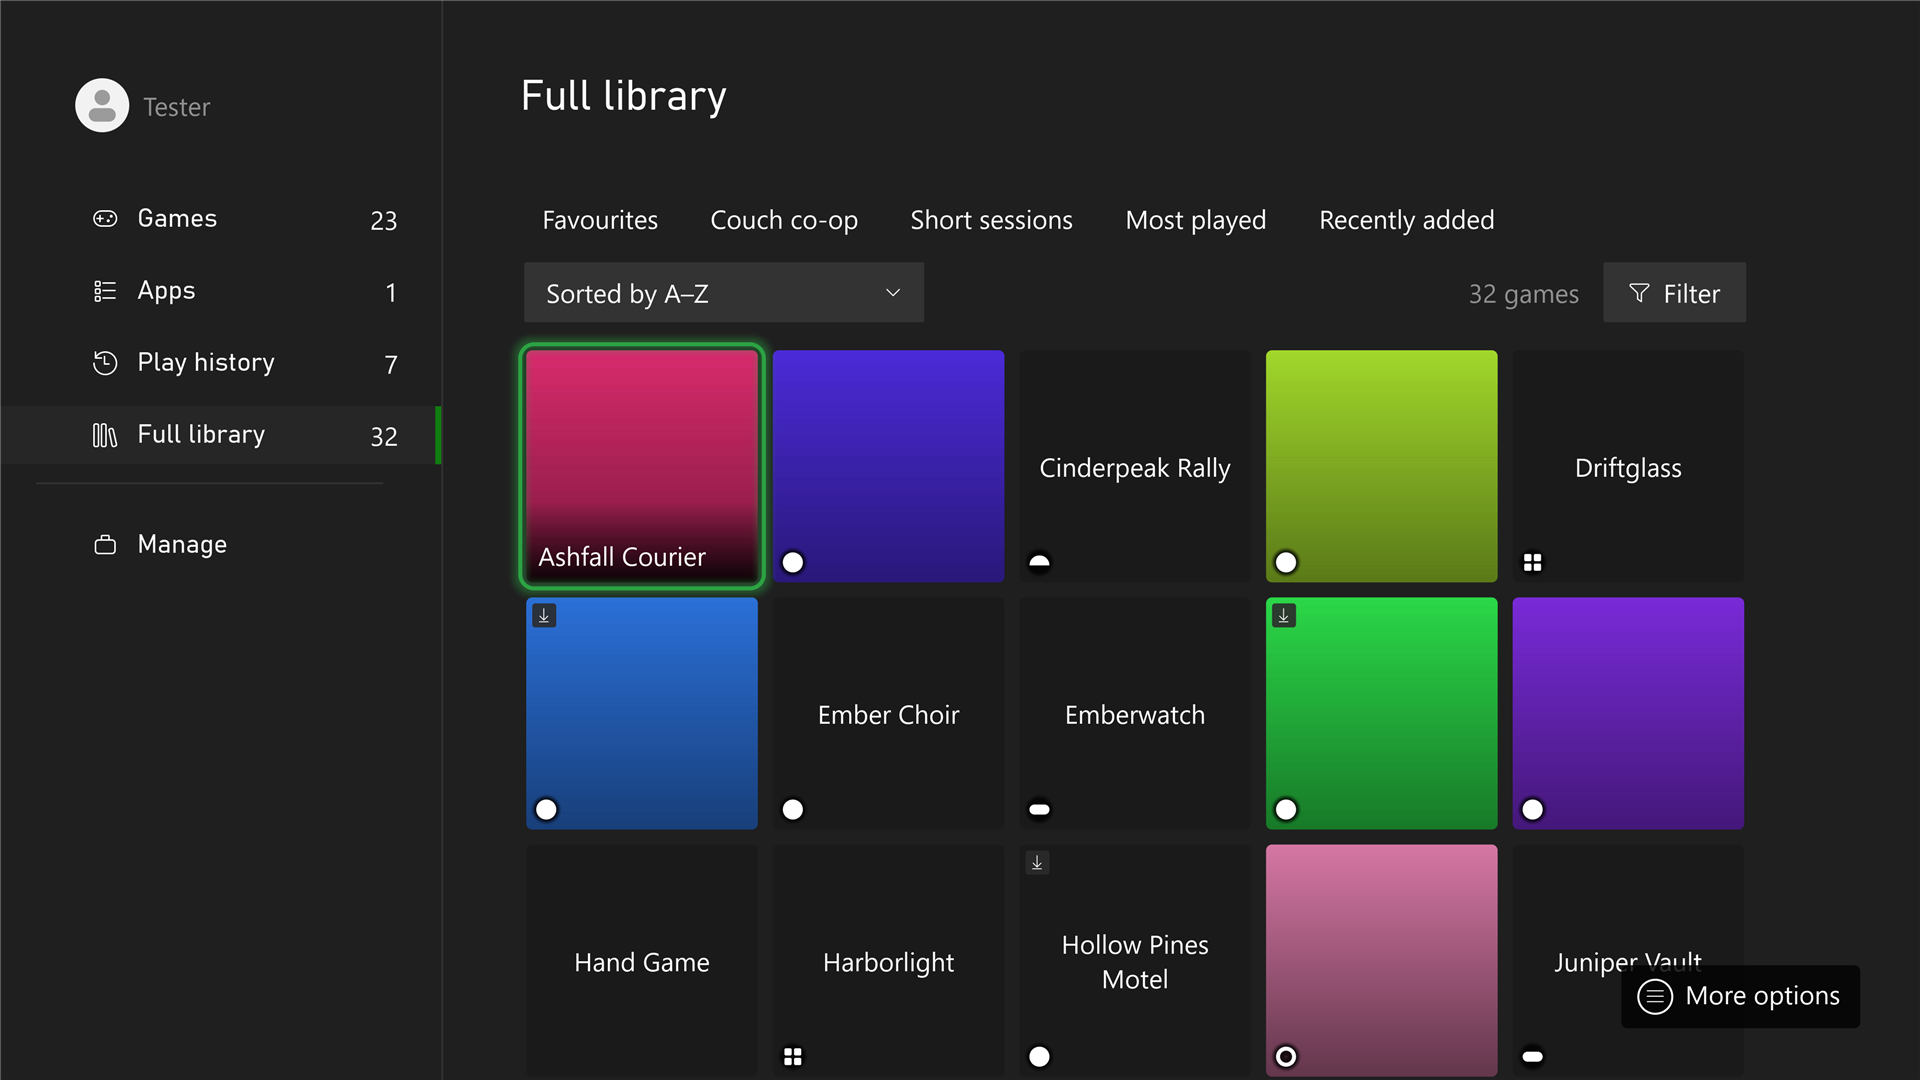 Tester
Games 23
Apps 1
Play history 7
Full library 32
Manage
Full library
Favourites Couch co-op Short sessions Most played Recently added
Sorted by A–Z
32 games
Filter
Ashfall Courier
Cinderpeak Rally
Driftglass
Ember Choir
Emberwatch
Hand Game
Harborlight
Hollow Pines
Motel
Juniper Vault
More options